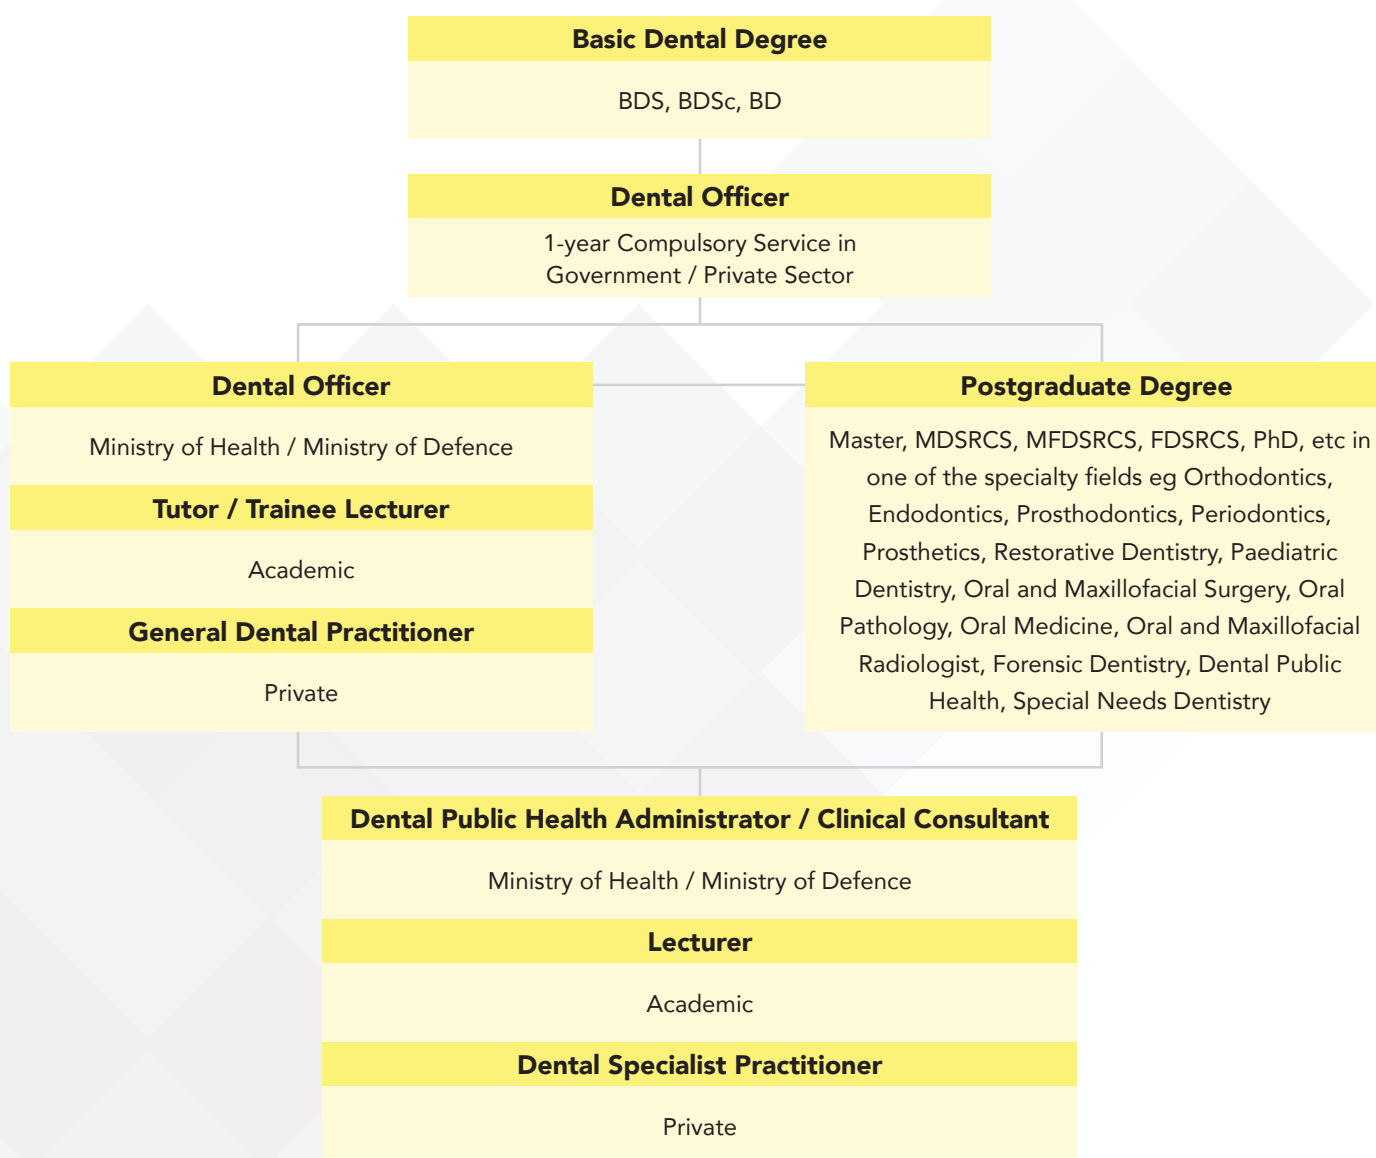 Basic Dental Degree
BDS, BDSc, BD
Dental Officer
1-year Compulsory Service in
Government / Private Sector
Dental Officer
Ministry of Health / Ministry of Defence
Tutor / Trainee Lecturer
Academic
General Dental Practitioner
Private
Postgraduate Degree
Master, MDSRCS, MFDSRCS, FDSRCS, PhD, etc in
one of the specialty fields eg Orthodontics,
Endodontics, Prosthodontics, Periodontics,
Prosthetics, Restorative Dentistry, Paediatric
Dentistry, Oral and Maxillofacial Surgery, Oral
Pathology, Oral Medicine, Oral and Maxillofacial
Radiologist, Forensic Dentistry, Dental Public
Health, Special Needs Dentistry
Dental Public Health Administrator / Clinical Consultant
Ministry of Health / Ministry of Defence
Lecturer
Academic
Dental Specialist Practitioner
Private